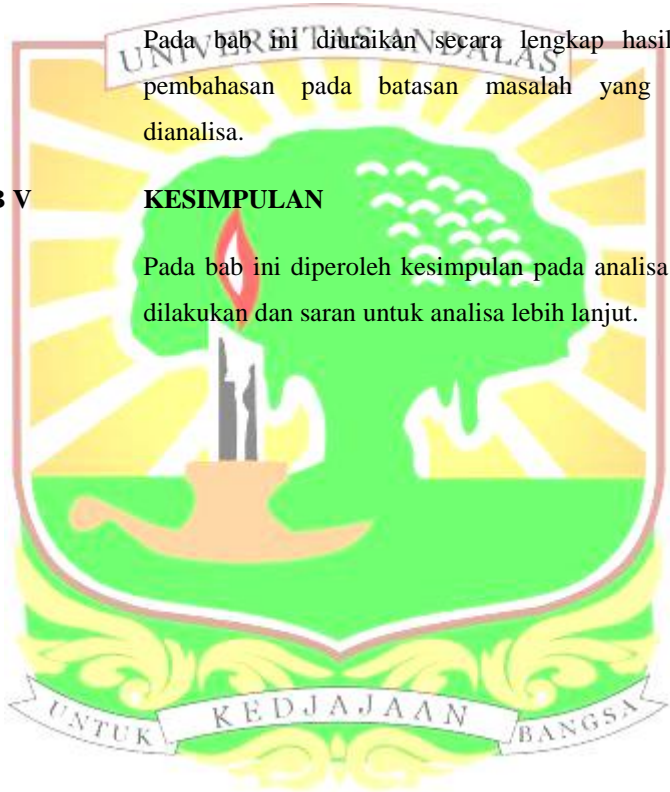 UNIVERSITAS ANDALAS
Pada bab ini diuraikan secara lengkap hasil
pembahasan pada batasan masalah yang
dianalisa.
V KESIMPULAN
Pada bab ini diperoleh kesimpulan pada analisa
dilakukan dan saran untuk analisa lebih lanjut.
UNTUK KEDJAJAAN BANGSA